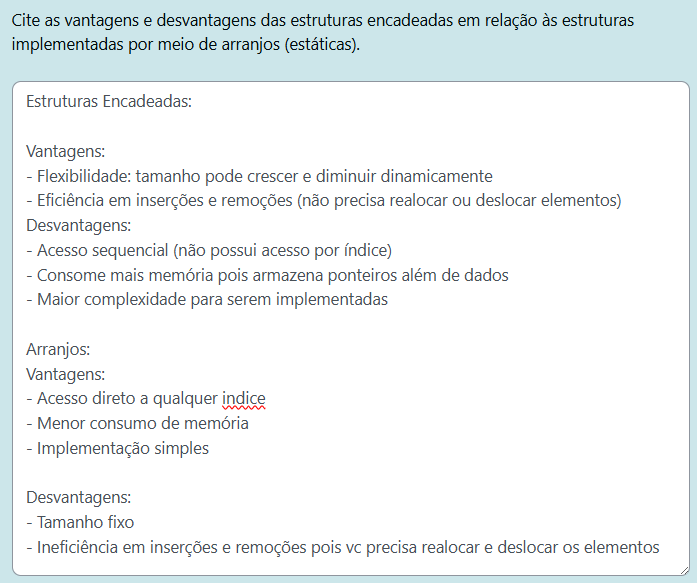 Cite as vantagens e desvantagens das estruturas encadeadas em relação às estruturas
implementadas por meio de arranjos (estáticas).
Estruturas Encadeadas:
Vantagens:
- Flexibilidade: tamanho pode crescer e diminuir dinamicamente
- Eficiência em inserções e remoções (não precisa realocar ou deslocar elementos)
Desvantagens:
- Acesso sequencial (não possui acesso por índice)
- Consome mais memória pois armazena ponteiros além de dados
- Maior complexidade para serem implementadas
Arranjos:
Vantagens:
- Acesso direto a qualquer indice
- Menor consumo de memória
- Implementação simples
Desvantagens:
- Tamanho fixo
- Ineficiência em inserções e remoções pois vc precisa realocar e deslocar os elementos